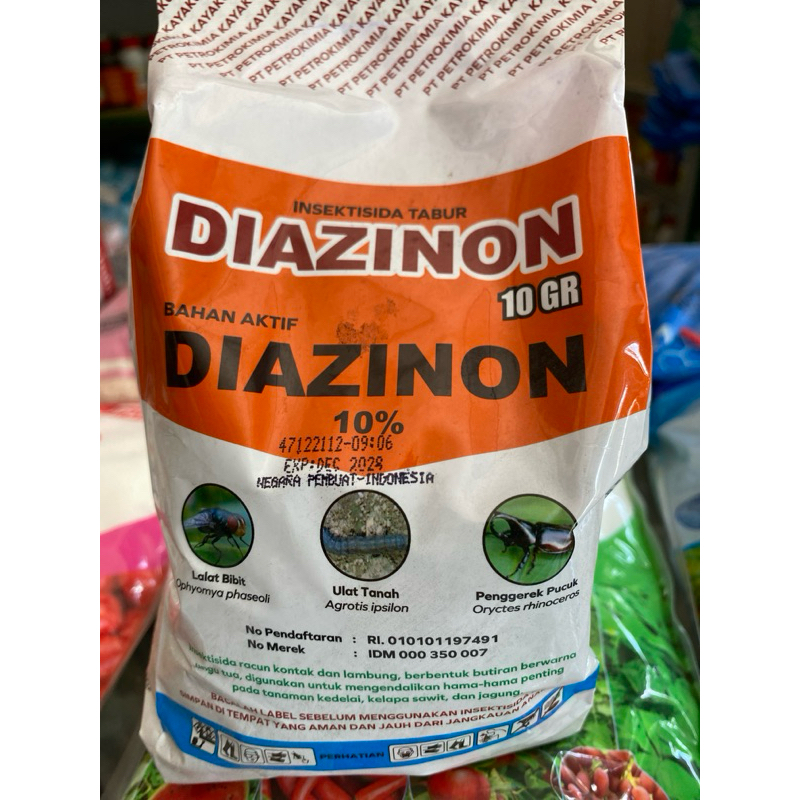 PT PETROKIMIA KAYAKU
INSEKTISIDA TABUR
DIAZINON
10 GR
BAHAN AKTIF
DIAZINON
10%
47122112-09:06
EXP:DEC 2028
NEGARA PEMBUAT-INDONESIA
Lalat Bibit
Ophyomya phaseoli
Ulat Tanah
Agrotis ipsilon
Penggerek Pucuk
Oryctes rhinoceros
No Pendaftaran : RI. 010101197491
No Merek : IDM 000 350 007
racun kontak dan lambung, berbentuk butiran berwarna
tua, digunakan untuk mengendalikan hama-hama penting
pada tanaman kedelai, kelapa sawit, dan jagung.
LABEL SEBELUM MENGGUNAKAN
SIMPAN DI TEMPAT YANG AMAN DAN JAUH DARI JANGKAUAN
PERHATIAN